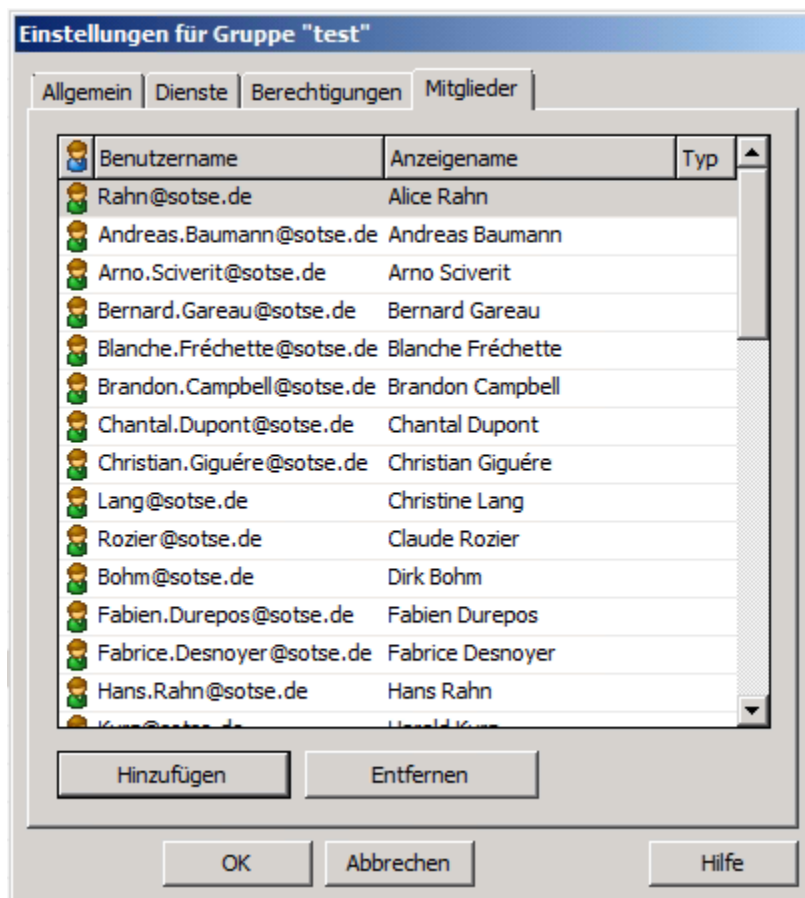 Einstellungen für Gruppe "test"
Allgemein Dienste Berechtigungen Mitglieder
Benutzername Anzeigename Typ
Rahn@sotse.de Alice Rahn
Andreas.Baumann@sotse.de Andreas Baumann
Arno.Sciverit@sotse.de Arno Sciverit
Bernard.Gareau@sotse.de Bernard Gareau
Blanche.Fréchette@sotse.de Blanche Fréchette
Brandon.Campbell@sotse.de Brandon Campbell
Chantal.Dupont@sotse.de Chantal Dupont
Christian.Giguére@sotse.de Christian Giguére
Lang@sotse.de Christine Lang
Rozier@sotse.de Claude Rozier
Bohm@sotse.de Dirk Bohm
Fabien.Durepos@sotse.de Fabien Durepos
Fabrice.Desnoyer@sotse.de Fabrice Desnoyer
Hans.Rahn@sotse.de Hans Rahn
Hinzufügen Entfernen
OK Abbrechen Hilfe